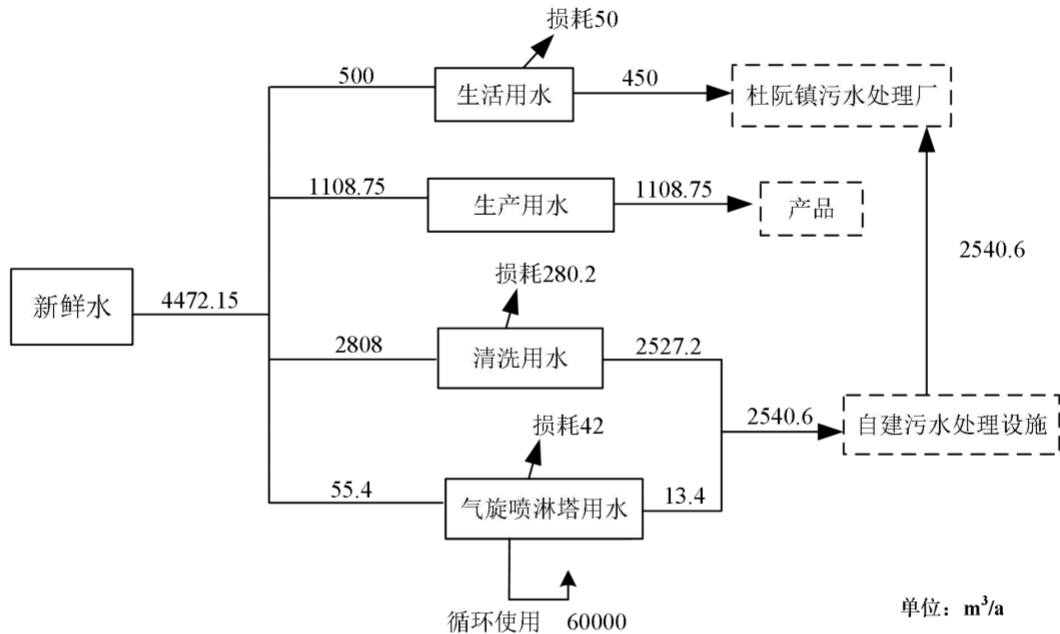 损耗50
500
生活用水
450
杜阮镇污水处理厂
1108.75
生产用水
1108.75
产品
2540.6
损耗280.2
新鲜水
4472.15
2808
清洗用水
2527.2
损耗42
2540.6
自建污水处理设施
55.4
气旋喷淋塔用水
13.4
循环使用 60000
单位：m³/a